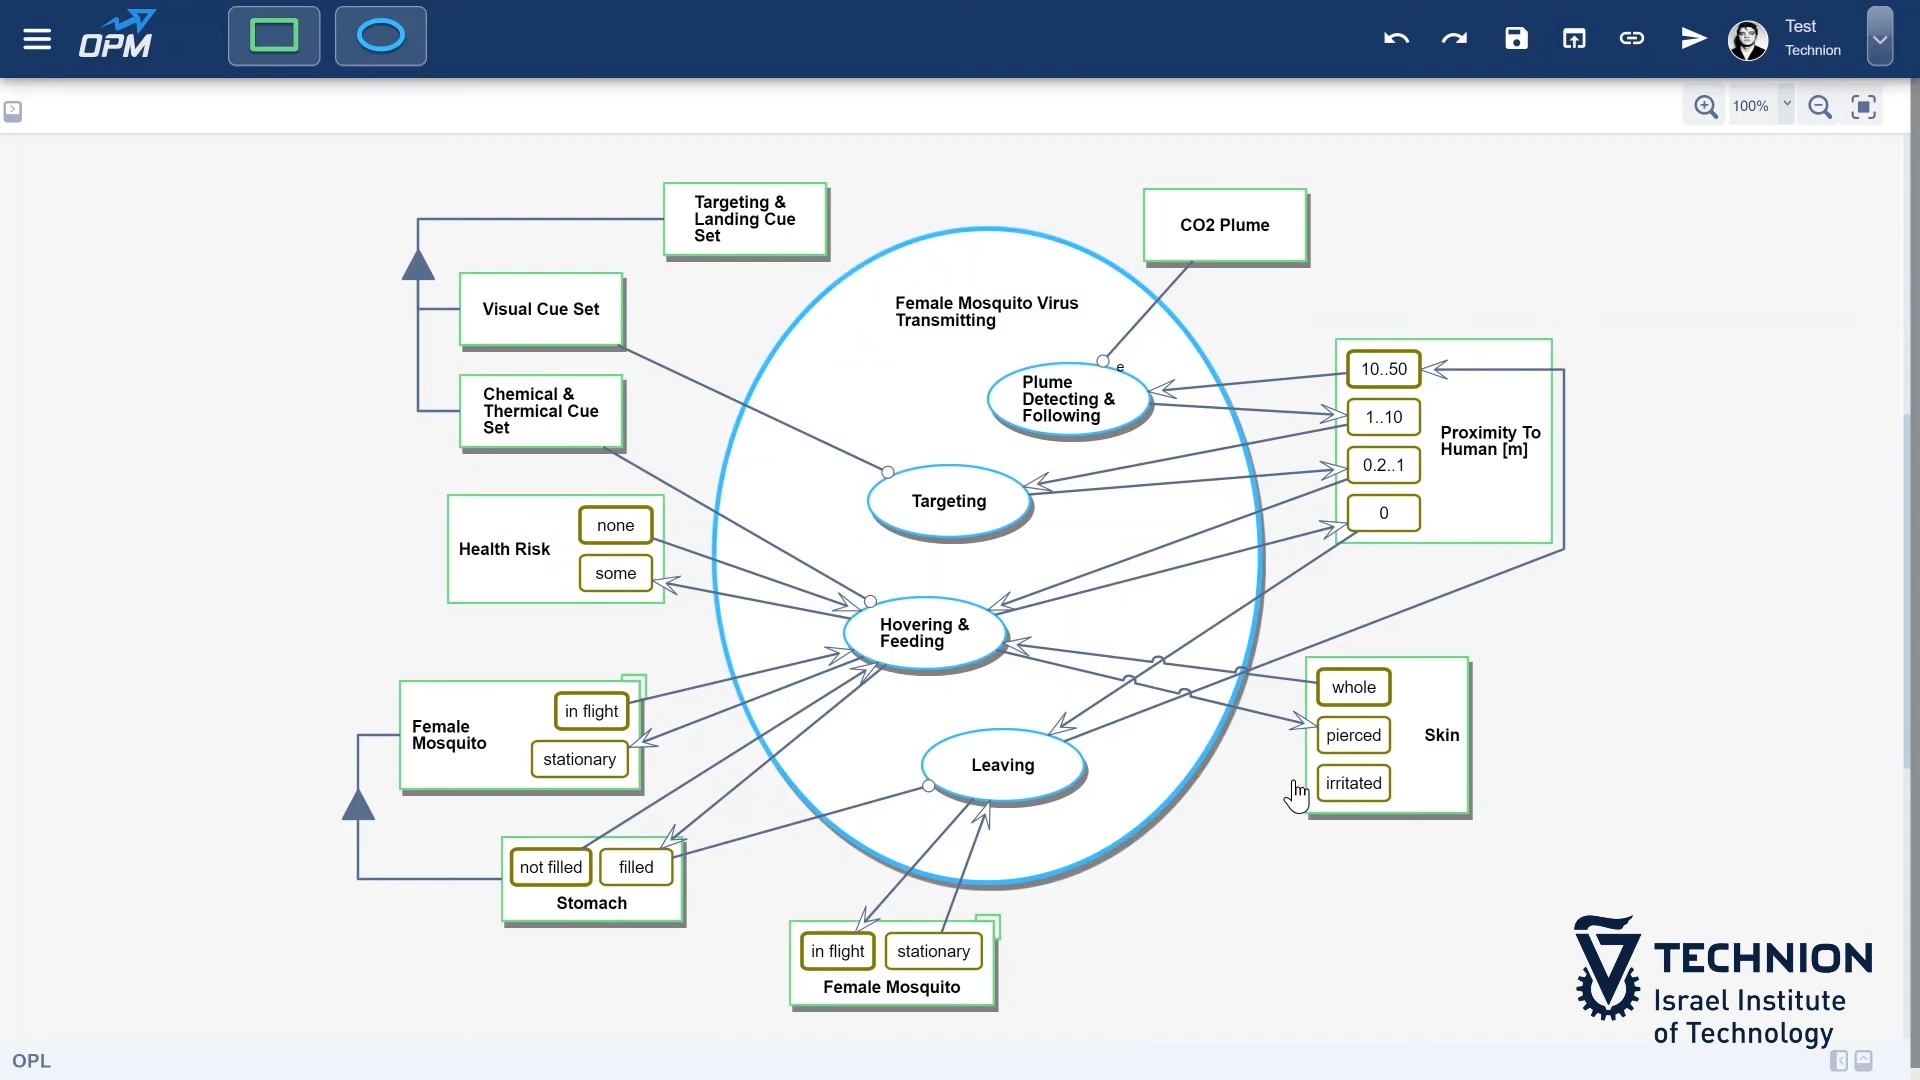 OPM
Test
Technion
100%
Targeting &
Landing Cue
Set
CO2 Plume
Visual Cue Set
Female Mosquito Virus
Transmitting
Chemical &
Thermical Cue
Set
e
Plume
Detecting &
Following
10..50
1..10
0.2..1
0
Proximity To
Human [m]
Targeting
Health Risk
none
some
Hovering &
Feeding
Female
Mosquito
in flight
stationary
whole
pierced
irritated
Skin
Leaving
not filled
filled
Stomach
in flight
stationary
Female Mosquito
TECHNION
Israel Institute
of Technology
OPL